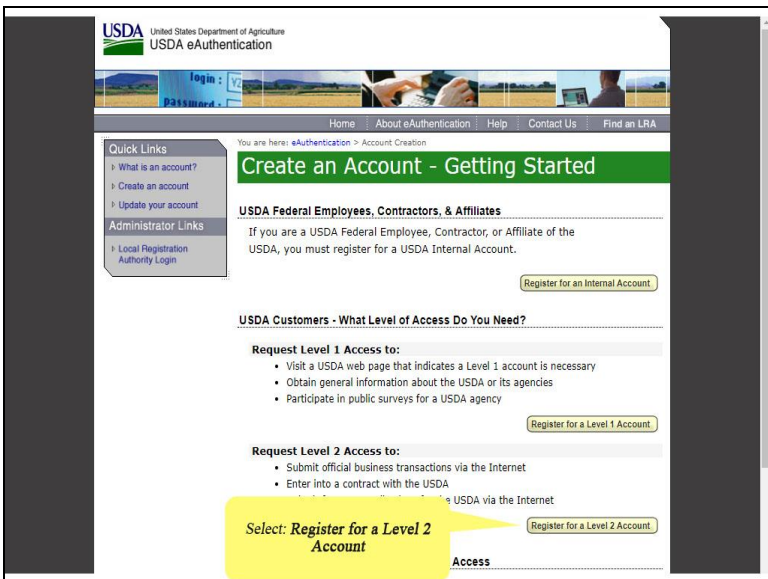 USDA United States Department of Agriculture
USDA eAuthentication
login :
password :
Home About eAuthentication Help Contact Us Find an LRA
Quick Links
What is an account?
Create an account
Update your account
Administrator Links
Local Registration
Authority Login
You are here: eAuthentication > Account Creation
Create an Account - Getting Started
USDA Federal Employees, Contractors, & Affiliates
If you are a USDA Federal Employee, Contractor, or Affiliate of the
USDA, you must register for a USDA Internal Account.
Register for an Internal Account
USDA Customers - What Level of Access Do You Need?
Request Level 1 Access to:
• Visit a USDA web page that indicates a Level 1 account is necessary
• Obtain general information about the USDA or its agencies
• Participate in public surveys for a USDA agency
Register for a Level 1 Account
Request Level 2 Access to:
• Submit official business transactions via the Internet
• Enter into a contract with the USDA
USDA via the Internet
Select: Register for a Level 2
Account
Register for a Level 2 Account
Access